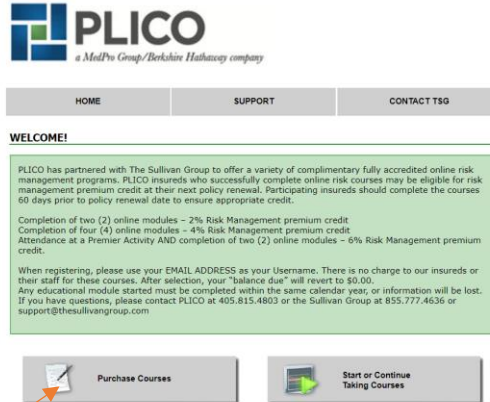 PLICO
a MedPro Group/Berkshire Hathaway company
HOME SUPPORT CONTACT TSG
WELCOME!
PLICO has partnered with The Sullivan Group to offer a variety of complimentary fully accredited online risk
management programs. PLICO insureds who successfully complete online risk courses may be eligible for risk
management premium credit at their next policy renewal. Participating insureds should complete the courses
60 days prior to policy renewal date to ensure appropriate credit.
Completion of two (2) online modules – 2% Risk Management premium credit
Completion of four (4) online modules – 4% Risk Management premium credit
Attendance at a Premier Activity AND completion of two (2) online modules – 6% Risk Management premium
credit.
When registering, please use your EMAIL ADDRESS as your Username. There is no charge to our insureds or
their staff for these courses. After selection, your "balance due" will revert to $0.00.
Any educational module started must be completed within the same calendar year, or information will be lost.
If you have questions, please contact PLICO at 405.815.4803 or the Sullivan Group at 855.777.4636 or
support@thesullivangroup.com
Purchase Courses
Start or Continue
Taking Courses